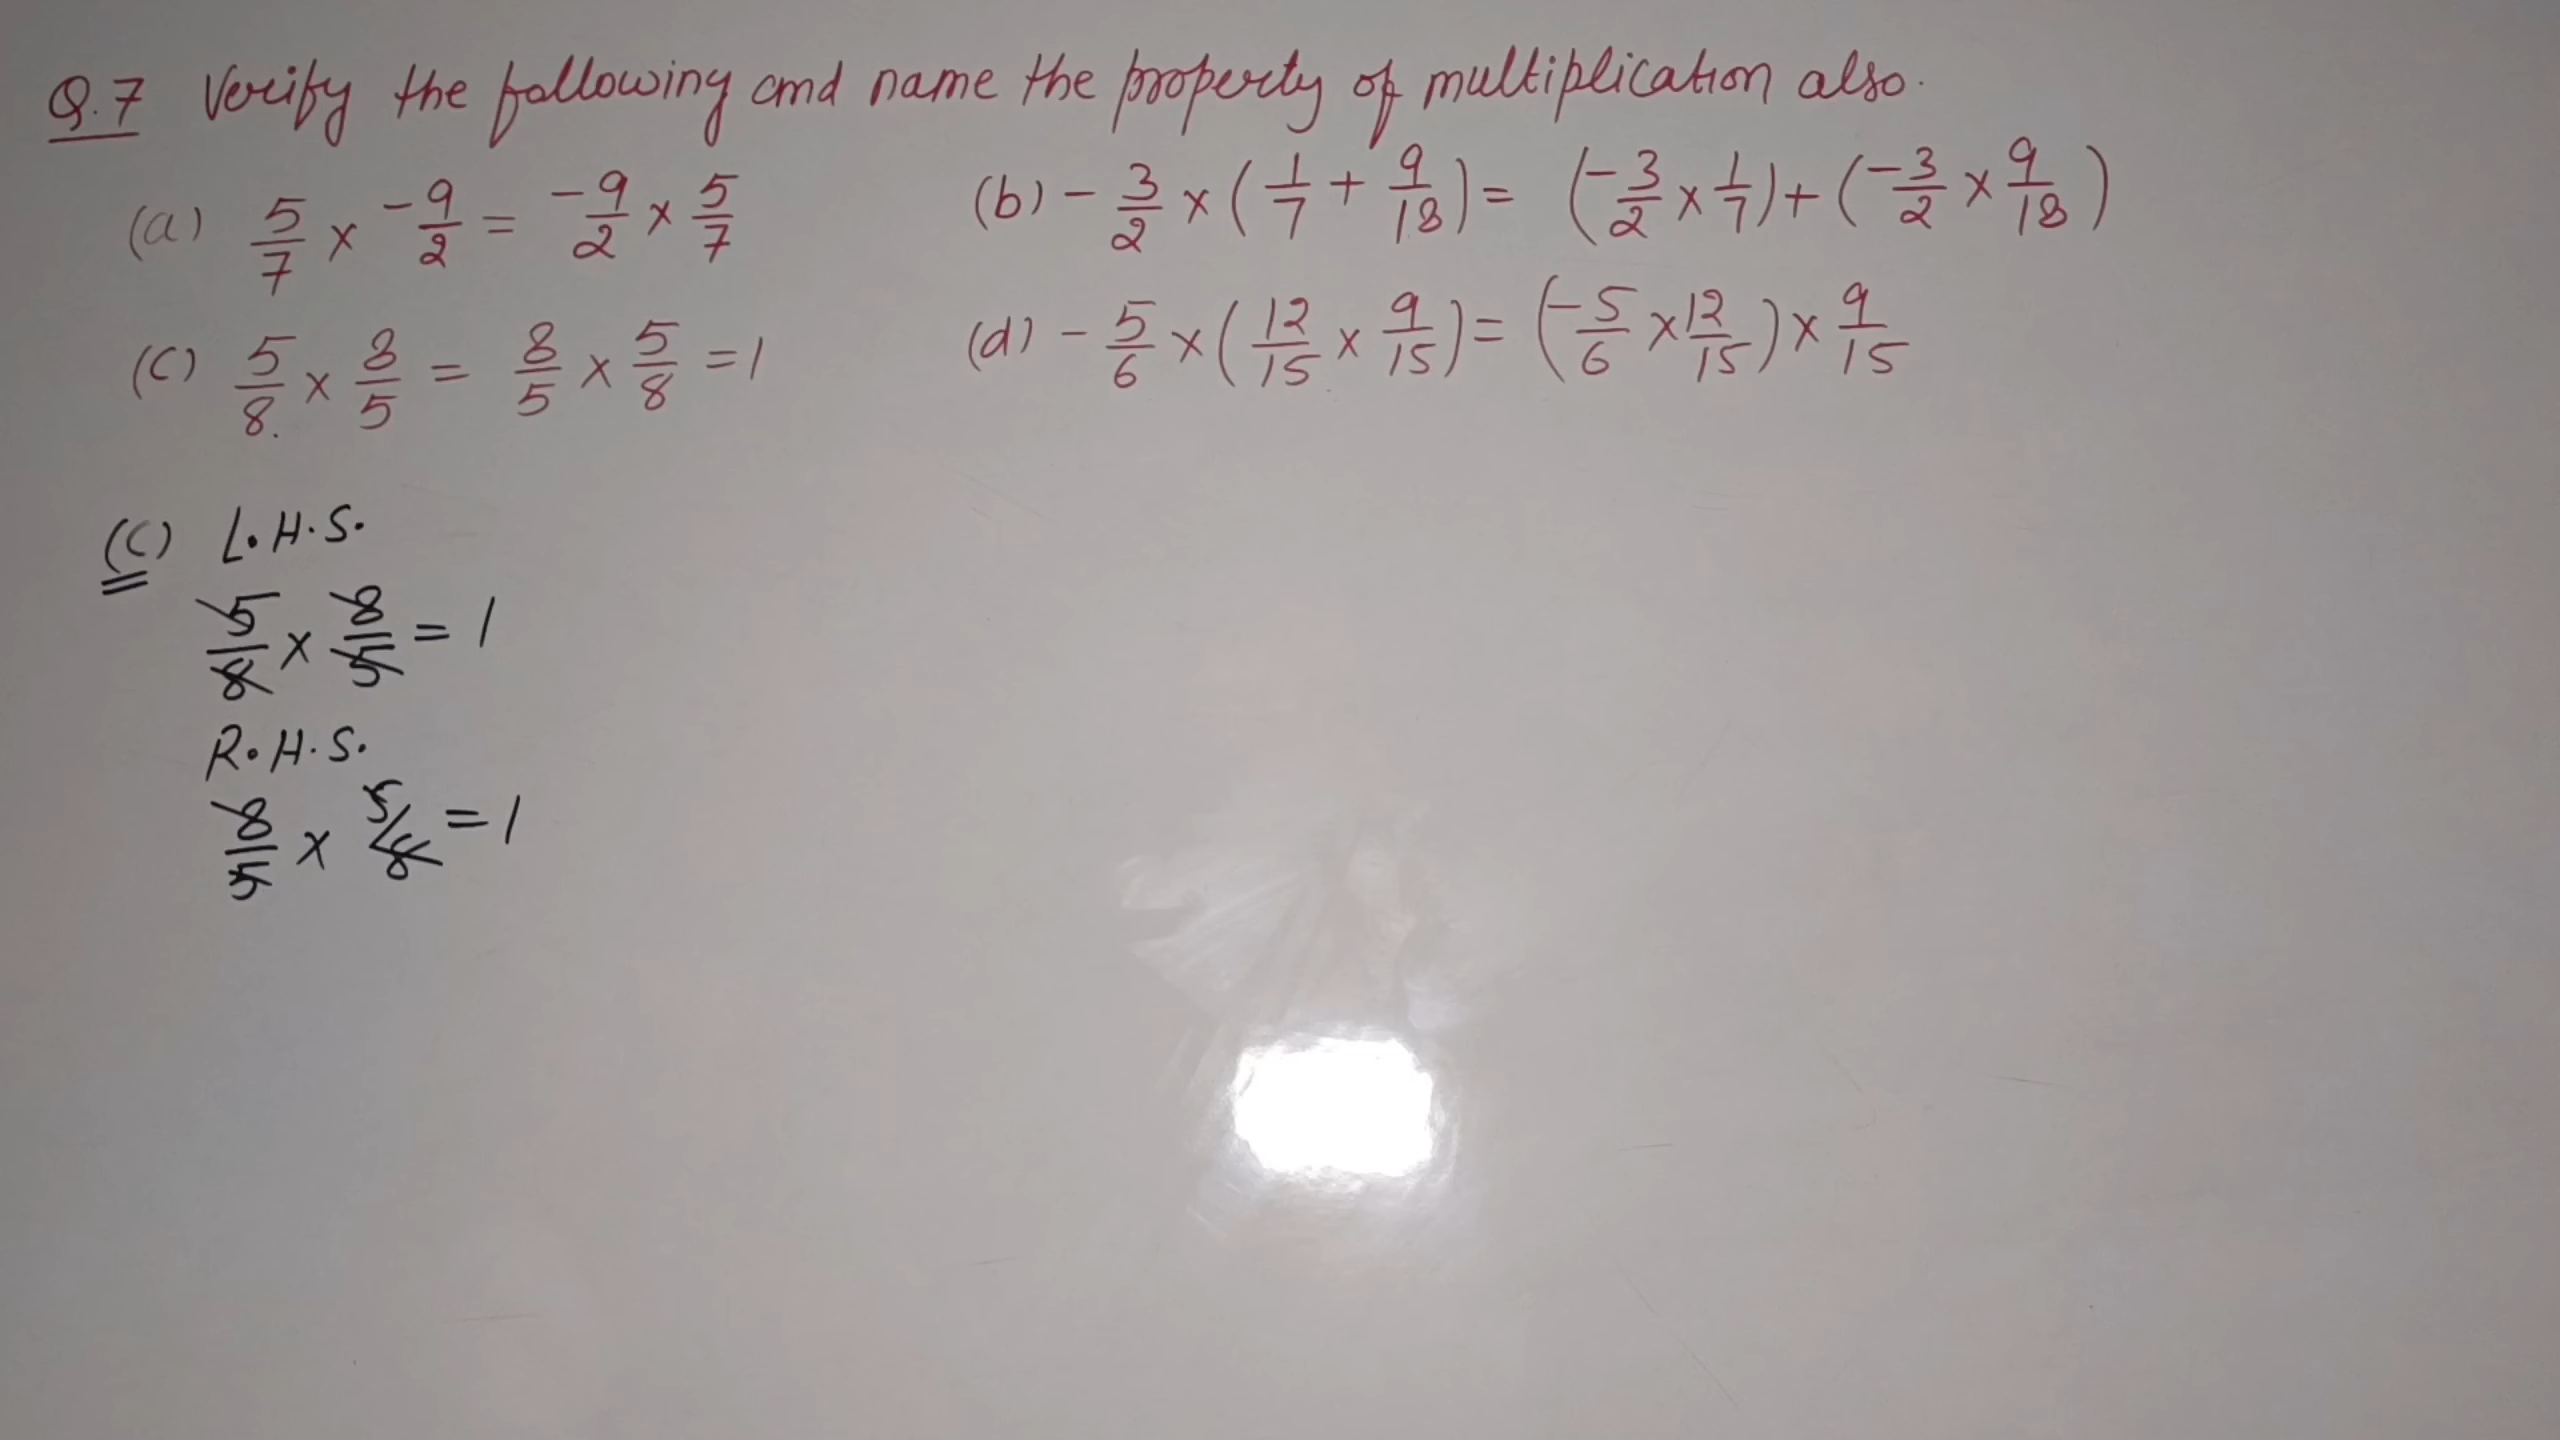 Q.7 Verify the following and name the property of multiplication also.
(a) 5/7 × -9/2 = -9/2 × 5/7
(b) - 3/2 × (1/7 + 9/18) = (-3/2 × 1/7) + (-3/2 × 9/18)
(c) 5/8. × 8/5 = 8/5 × 5/8 = 1
(d) - 5/6 × (12/15 × 9/15) = (-5/6 × 12/15) × 9/15
(c) L.H.S.
5/8 × 8/5 = 1
R.H.S.
8/5 × 5/8 = 1